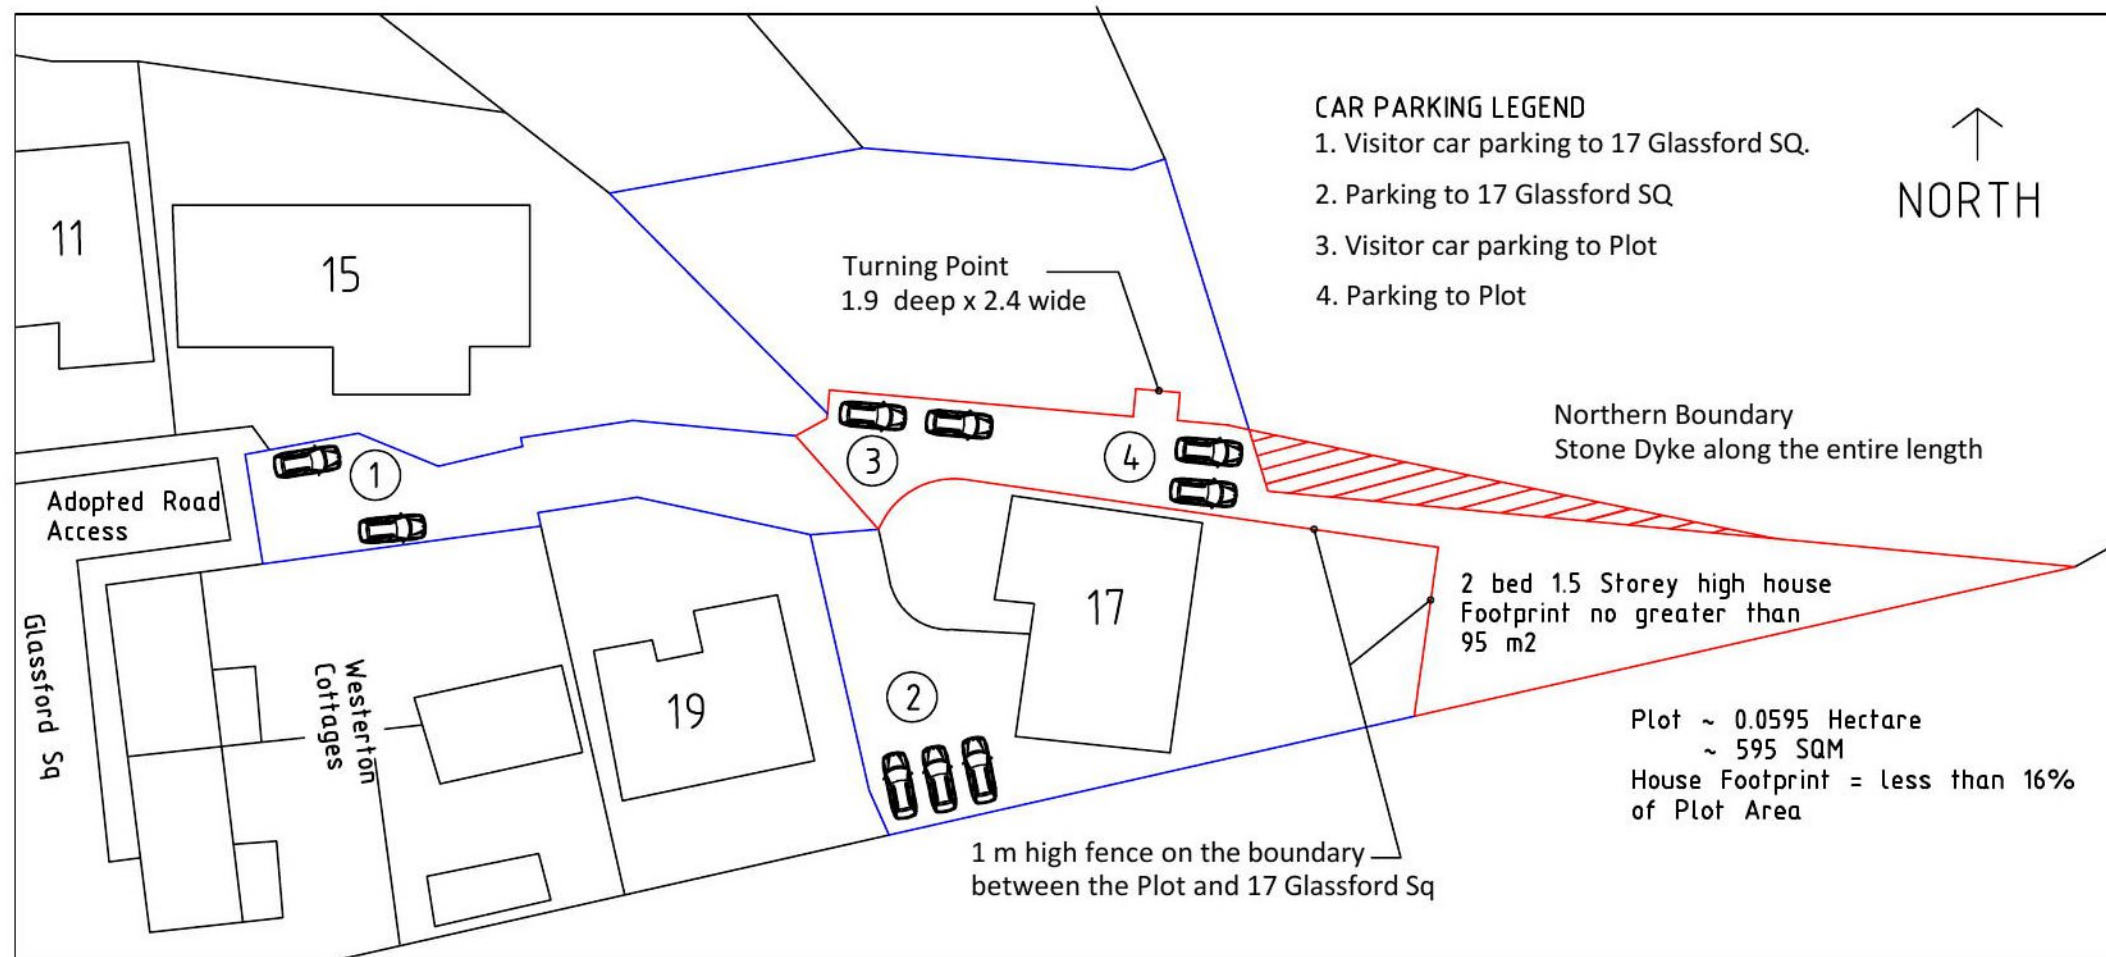 CAR PARKING LEGEND
1. Visitor car parking to 17 Glassford SQ.
2. Parking to 17 Glassford SQ
3. Visitor car parking to Plot
4. Parking to Plot
NORTH
11
15
Turning Point
1.9 deep x 2.4 wide
Northern Boundary
Stone Dyke along the entire length
1
3
4
Adopted Road
Access
2 bed 1.5 Storey high house
Footprint no greater than
95 m2
17
Glassford Sq
Westerton
Cottages
19
2
Plot ~ 0.0595 Hectare
~ 595 SQM
House Footprint = less than 16%
of Plot Area
1 m high fence on the boundary
between the Plot and 17 Glassford Sq